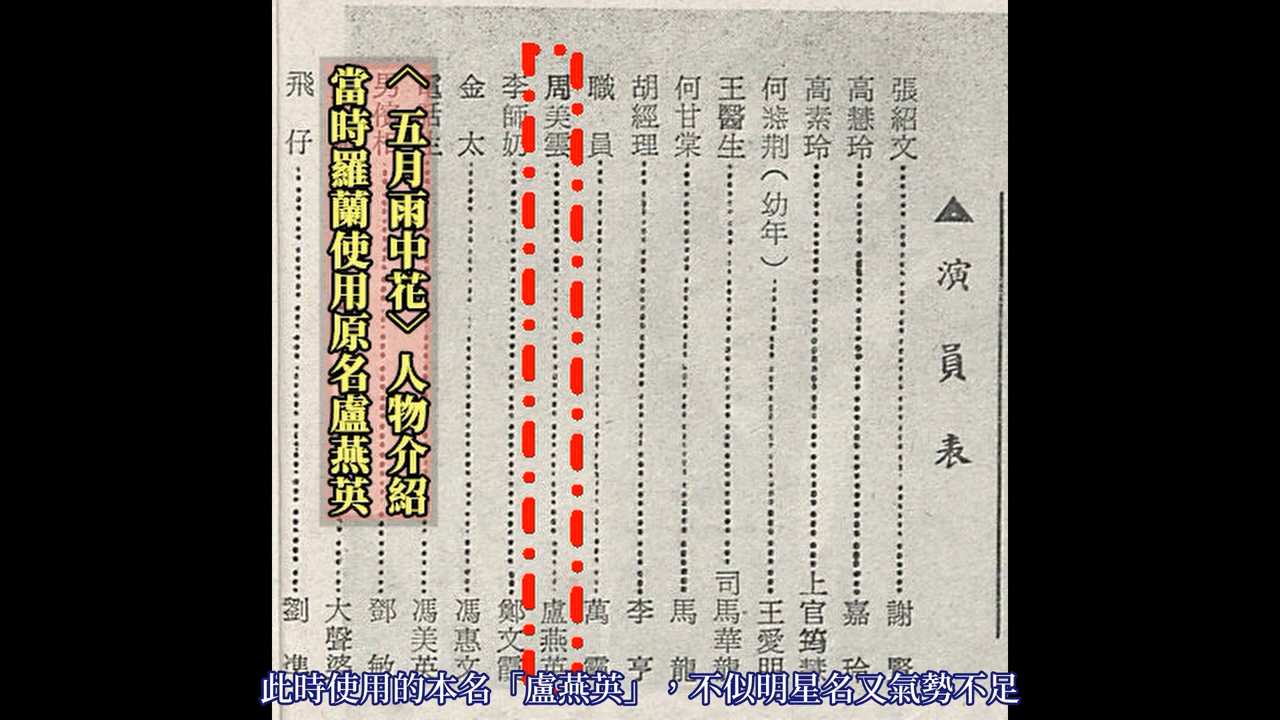 ▲演員表
張紹文……謝賢
高慧玲……嘉玲
高素玲……上官筠慧
何﻿荆(幼年)……王愛明
王醫生……司馬華龍
何甘棠……馬龍
胡經理……李亨
職員……萬靈
周美雲……盧燕英
李師奶……鄭文霞
金太……馮惠文
馮美英
鄧敏
大聲婆
飛仔……劉準
〈五月雨中花〉人物介紹
當時羅蘭使用原名盧燕英
此時使用的本名「盧燕英」，不似明星名又氣勢不足